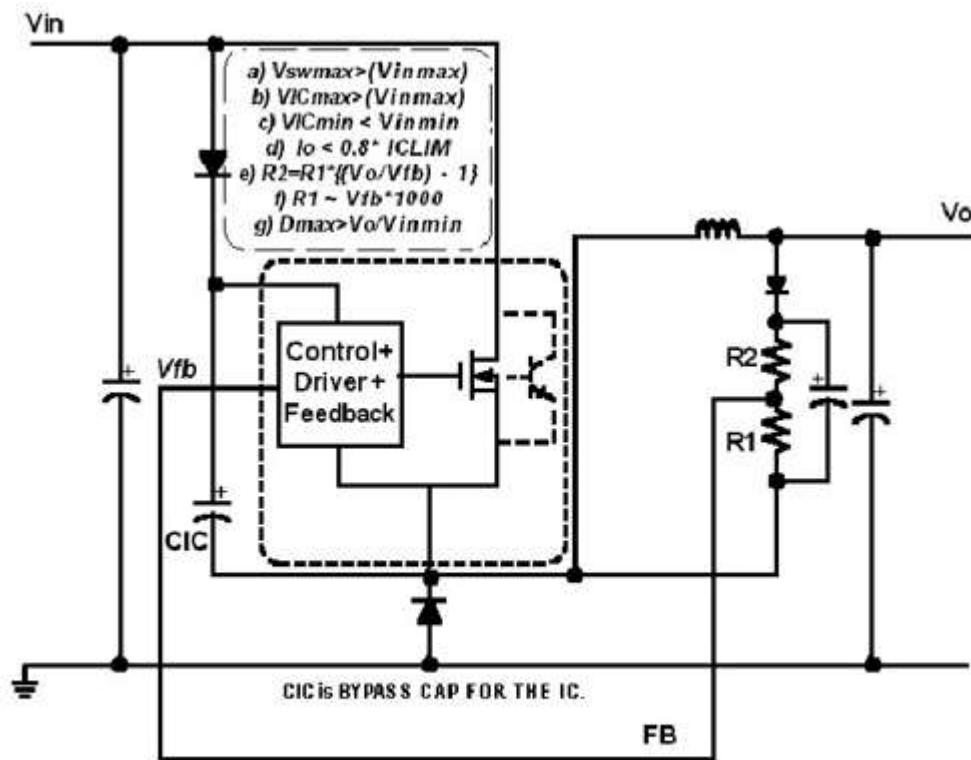 Vin
a) Vswmax>(Vinmax)
b) VICmax>(Vinmax)
c) VICmin < Vinmin
d) Io < 0.8* ICLIM
e) R2=R1*{(Vo/Vfb) - 1}
f) R1 ~ Vfb*1000
g) Dmax>Vo/Vinmin
Vo
Vfb
Control+
Driver+
Feedback
+
R2
+
+
+
R1
+
CIC
CIC is BYPASS CAP FOR THE IC.
FB